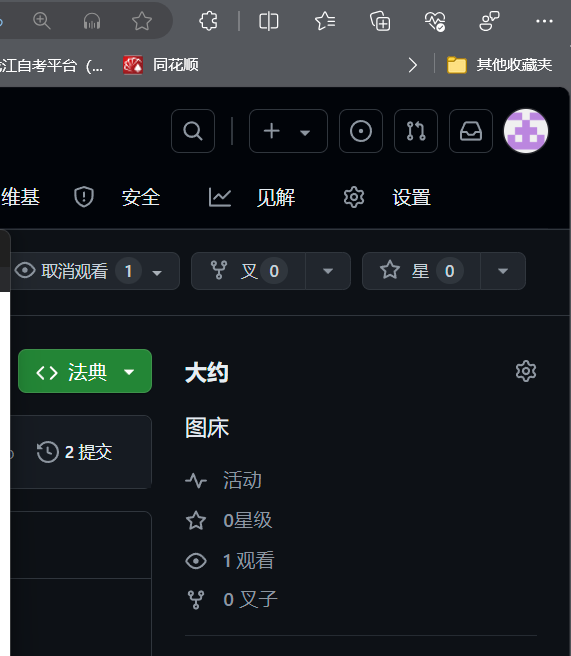 江自考平台（...
同花顺
其他收藏夹
维基
安全
见解
设置
取消观看 1
叉 0
星 0
法典
大约
图床
2 提交
活动
0星级
1 观看
0 叉子